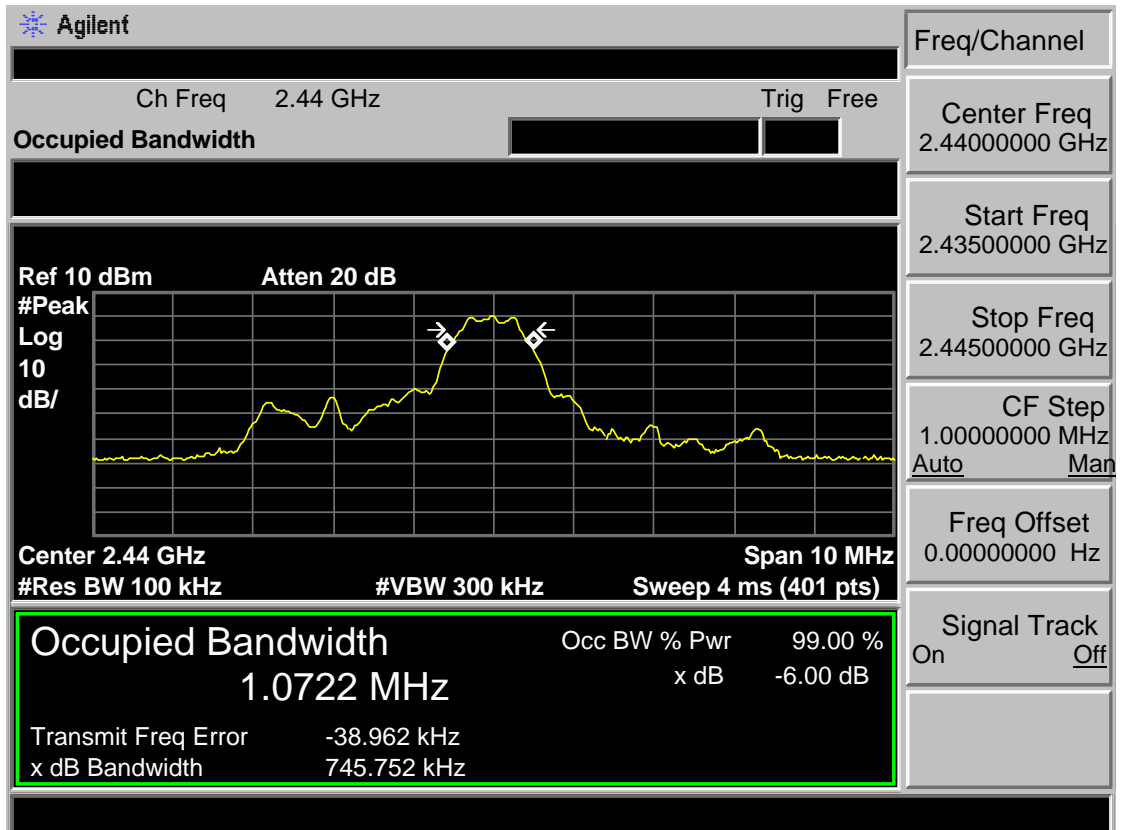 Agilent
Freq/Channel
Ch Freq 2.44 GHz Trig Free
Occupied Bandwidth
Center Freq
2.44000000 GHz
Start Freq
2.43500000 GHz
Stop Freq
2.44500000 GHz
CF Step
1.00000000 MHz
Auto Man
Freq Offset
0.00000000 Hz
Signal Track
On Off
Ref 10 dBm Atten 20 dB
#Peak
Log
10
dB/
Center 2.44 GHz Span 10 MHz
#Res BW 100 kHz #VBW 300 kHz Sweep 4 ms (401 pts)
Occupied Bandwidth Occ BW % Pwr 99.00 %
1.0722 MHz x dB -6.00 dB
Transmit Freq Error -38.962 kHz
x dB Bandwidth 745.752 kHz